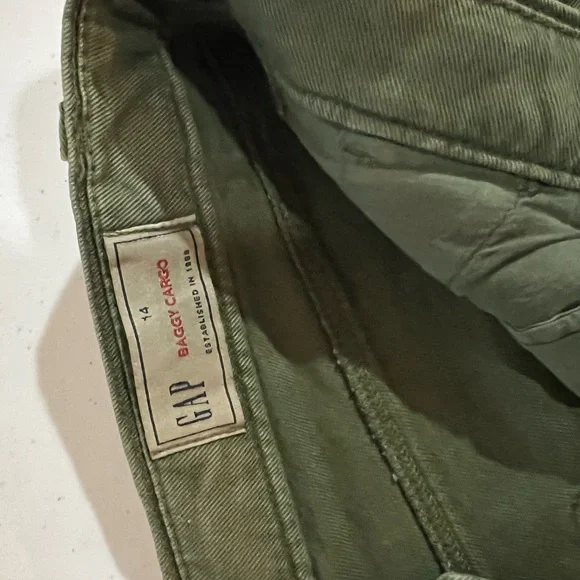 GAP
ESTABLISHED IN 1969
BAGGY CARGO
14